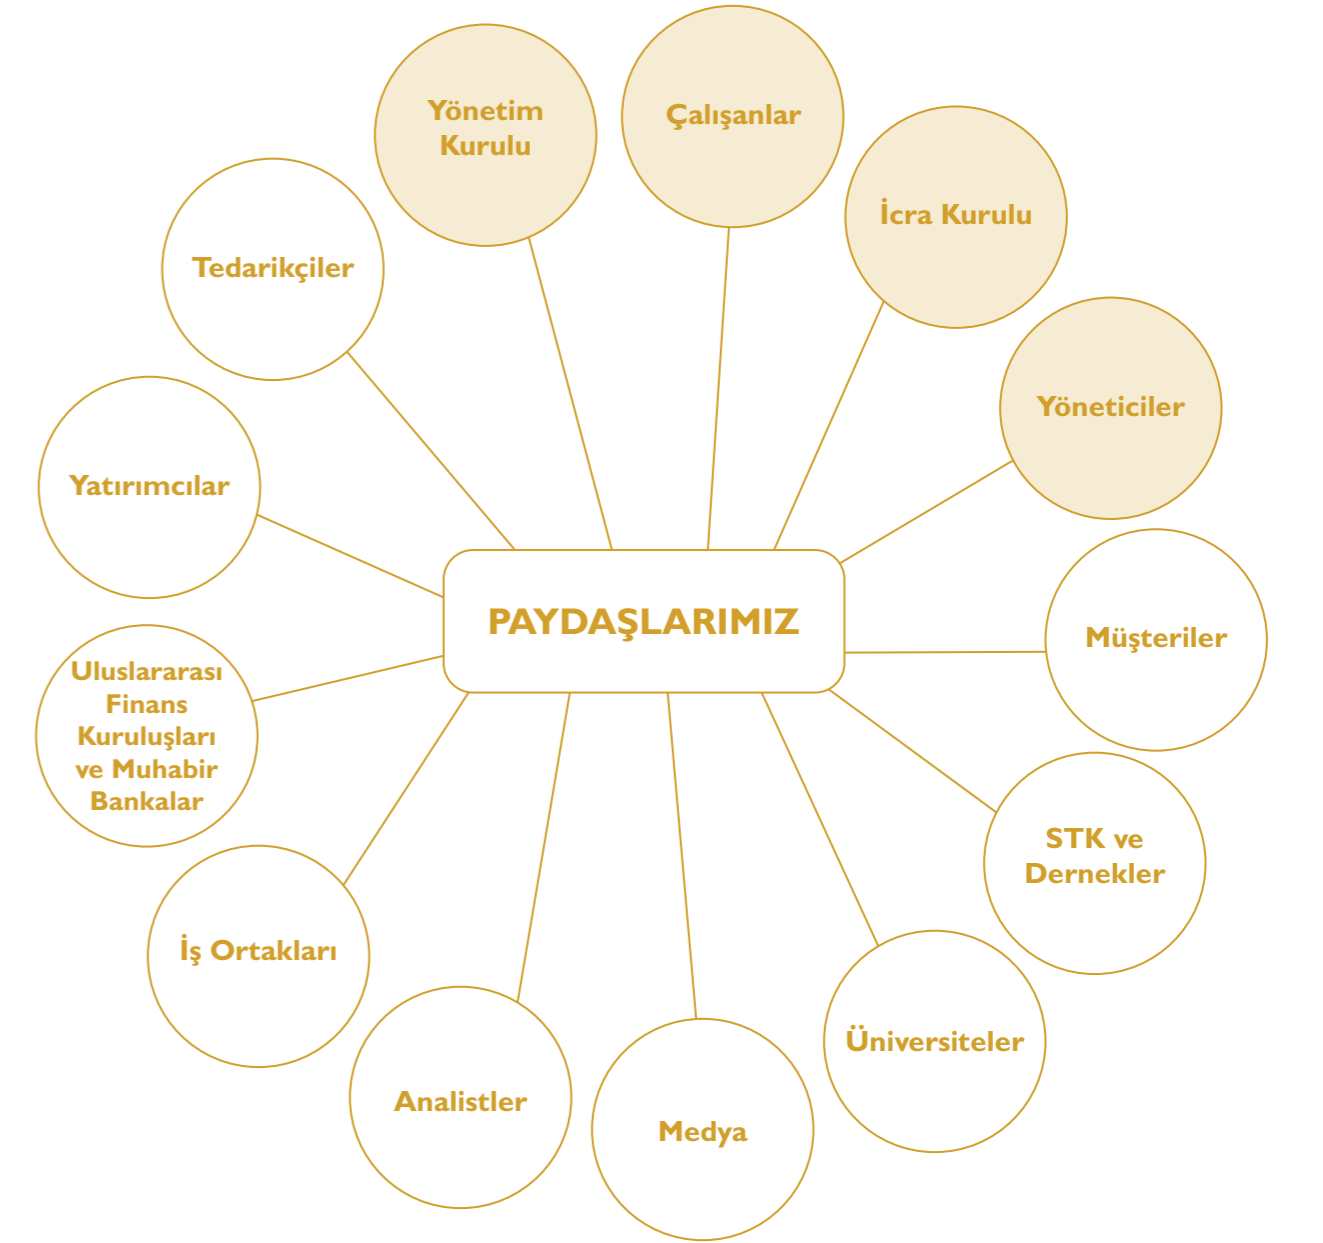 Yönetim
Kurulu
Çalışanlar
İcra Kurulu
Tedarikçiler
Yöneticiler
Yatırımcılar
PAYDAŞLARIMIZ
Müşteriler
Uluslararası
Finans
Kuruluşları
ve Muhabir
Bankalar
STK ve
Dernekler
İş Ortakları
Üniversiteler
Analistler
Medya